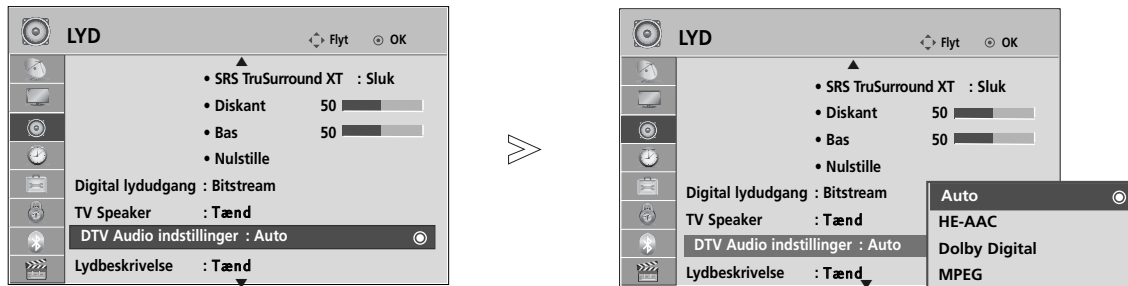 LYD
Flyt OK
• SRS TruSurround XT : Sluk
• Diskant 50
• Bas 50
• Nulstille
Digital lydudgang : Bitstream
TV Speaker : Tænd
DTV Audio indstillinger : Auto
Lydbeskrivelse : Tænd
LYD
Flyt OK
• SRS TruSurround XT : Sluk
• Diskant 50
• Bas 50
• Nulstille
Digital lydudgang : Bitstream
TV Speaker : Tænd
DTV Audio indstillinger : Auto
Lydbeskrivelse : Tænd
Auto
HE-AAC
Dolby Digital
MPEG